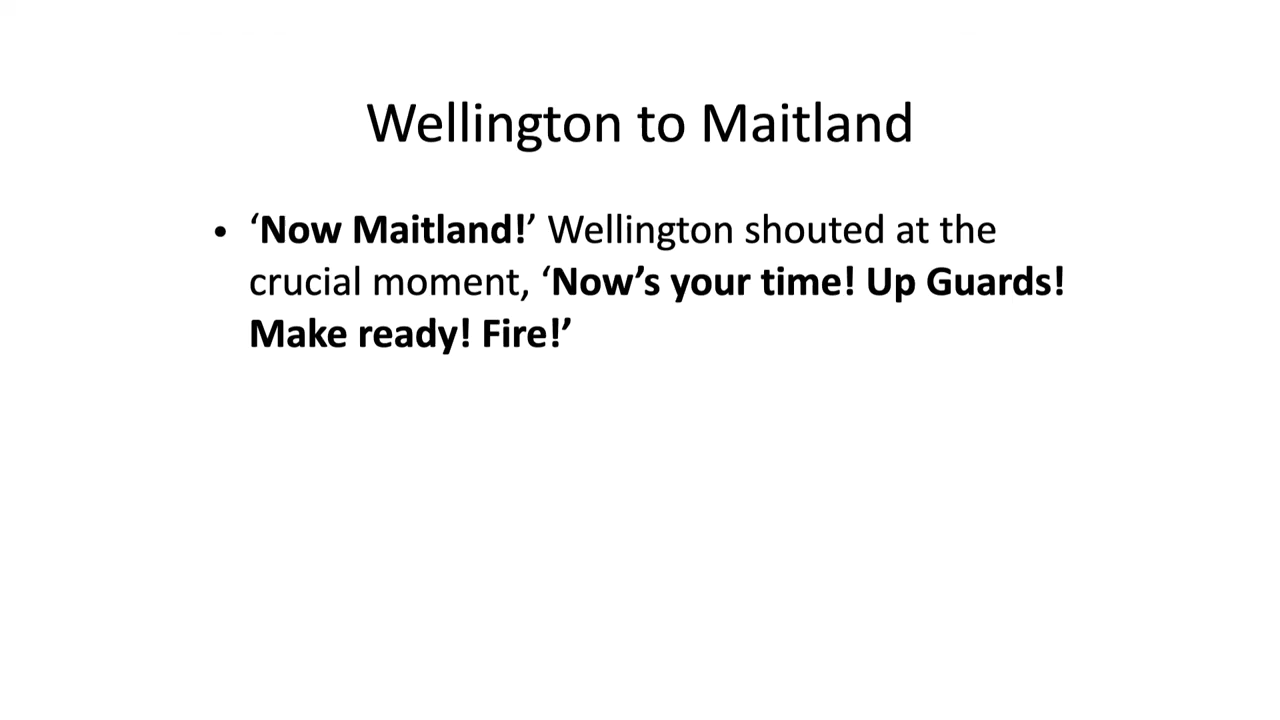 Wellington to Maitland
• ‘Now Maitland!’ Wellington shouted at the
crucial moment, ‘Now’s your time! Up Guards!
Make ready! Fire!’